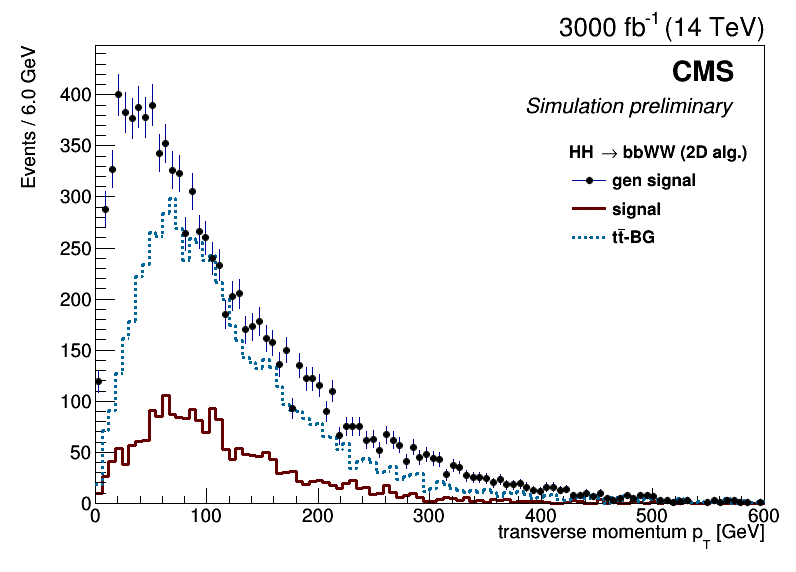 3000 fb-1 (14 TeV)
CMS
Simulation preliminary
HH → bbWW (2D alg.)
gen signal
signal
tt̄-BG
Events / 6.0 GeV
400
350
300
250
200
150
100
50
0
0 100 200 300 400 500 600
transverse momentum pT [GeV]